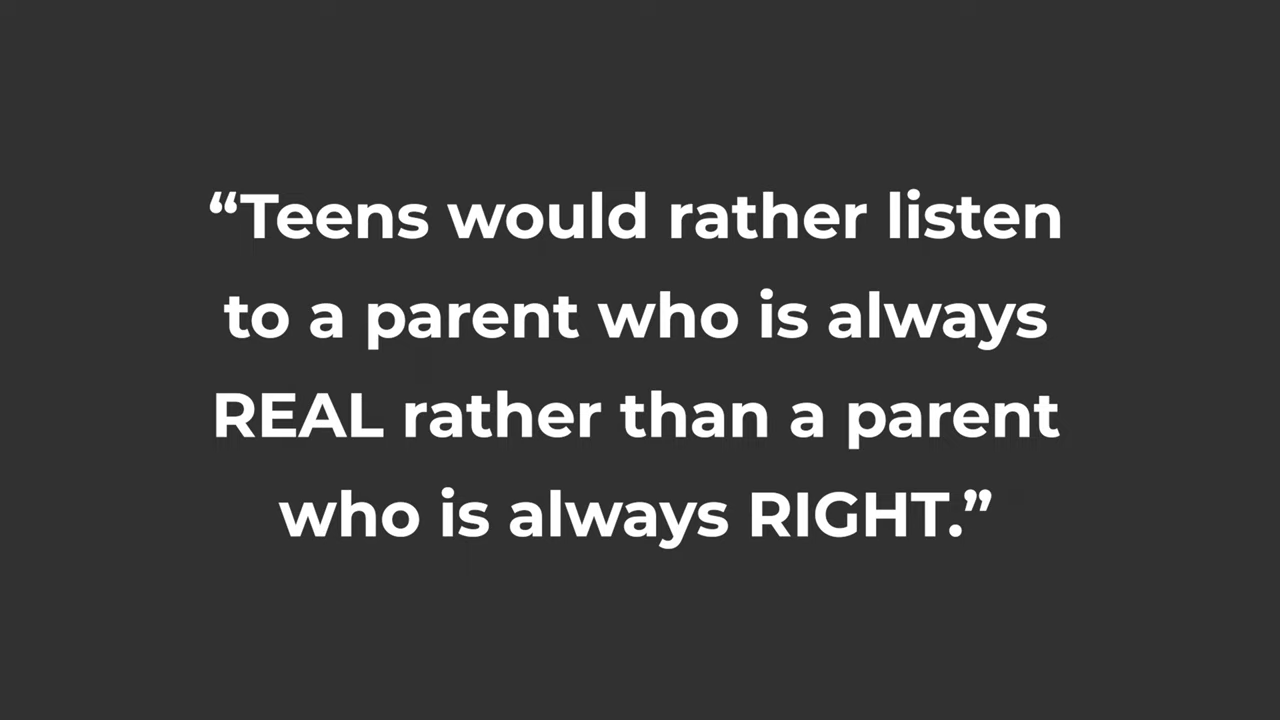 “Teens would rather listen
to a parent who is always
REAL rather than a parent
who is always RIGHT.”